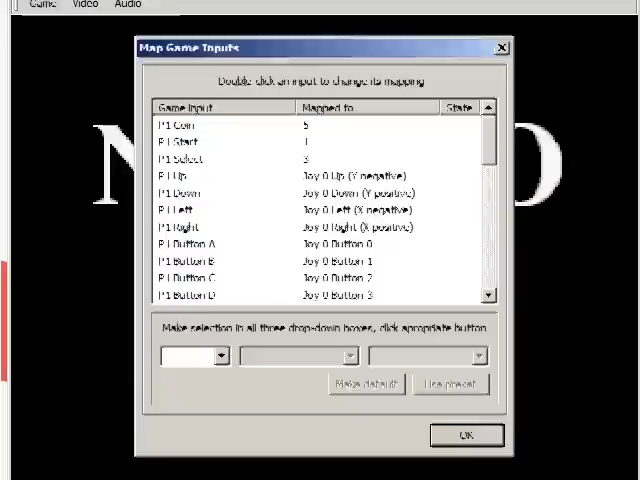 Game Video Audio
Map Game Inputs
Double click an input to change its mapping
Game Input Mapped to State
P1 Coin 5
P1 Start 1
P1 Select 3
P1 Up Joy 0 Up (Y negative)
P1 Down Joy 0 Down (Y positive)
P1 Left Joy 0 Left (X negative)
P1 Right Joy 0 Right (X positive)
P1 Button A Joy 0 Button 0
P1 Button B Joy 0 Button 1
P1 Button C Joy 0 Button 2
P1 Button D Joy 0 Button 3
Make selection in all three drop-down boxes, click apropriate button
Make default Use preset
OK